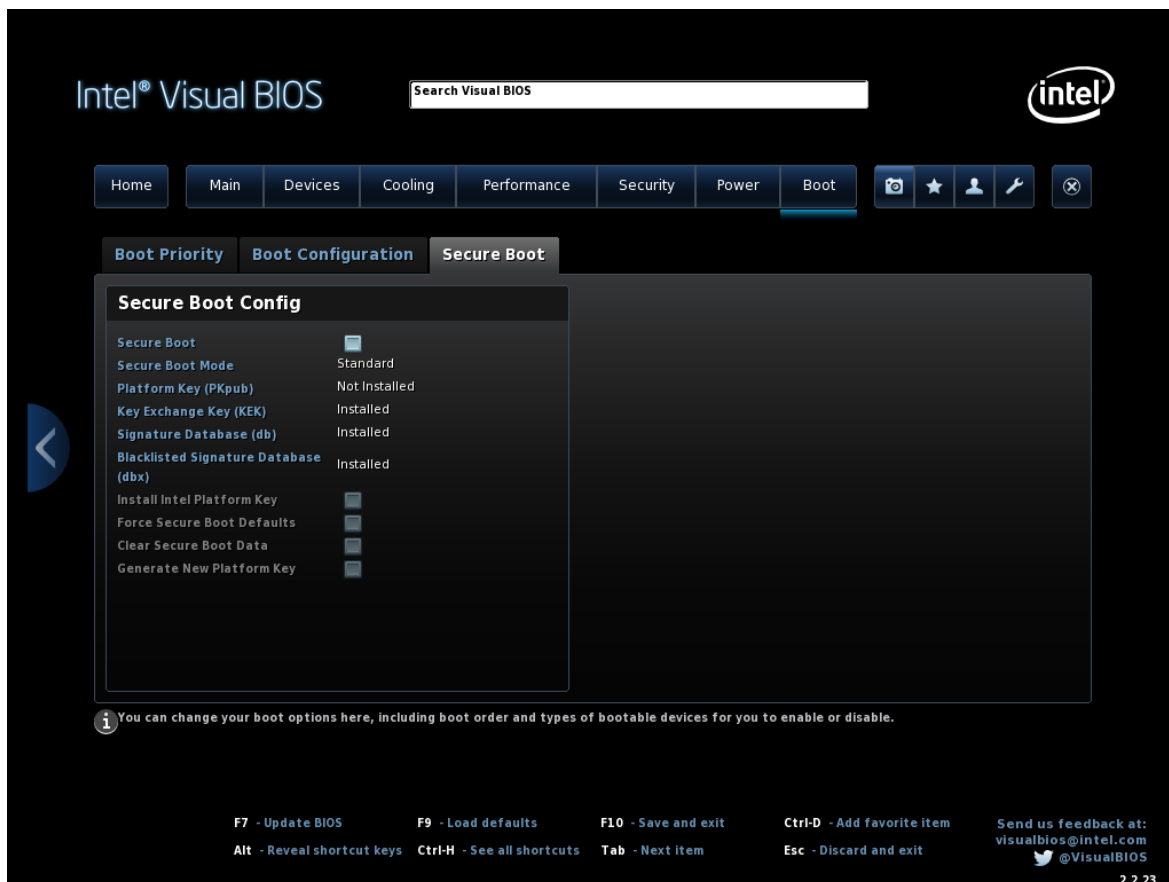 Intel® Visual BIOS
Search Visual BIOS
intel
Home Main Devices Cooling Performance Security Power Boot
Boot Priority Boot Configuration Secure Boot
Secure Boot Config
Secure Boot
Secure Boot Mode Standard
Platform Key (PKpub) Not Installed
Key Exchange Key (KEK) Installed
Signature Database (db) Installed
Blacklisted Signature Database
(dbx) Installed
Install Intel Platform Key
Force Secure Boot Defaults
Clear Secure Boot Data
Generate New Platform Key
i You can change your boot options here, including boot order and types of bootable devices for you to enable or disable.
F7 - Update BIOS F9 - Load defaults F10 - Save and exit Ctrl-D - Add favorite item
Alt - Reveal shortcut keys Ctrl-H - See all shortcuts Tab - Next item Esc - Discard and exit
Send us feedback at:
visualbios@intel.com
@VisualBIOS
2.2.23